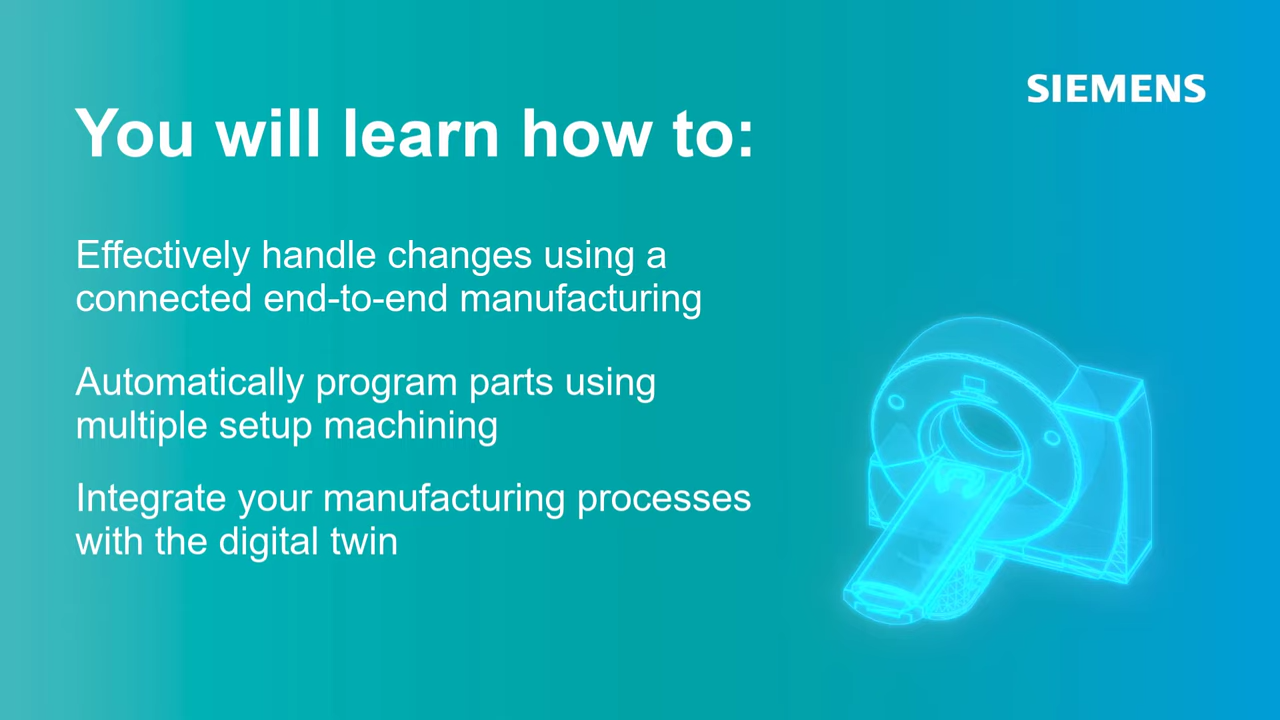 SIEMENS
You will learn how to:
Effectively handle changes using a
connected end-to-end manufacturing
Automatically program parts using
multiple setup machining
Integrate your manufacturing processes
with the digital twin